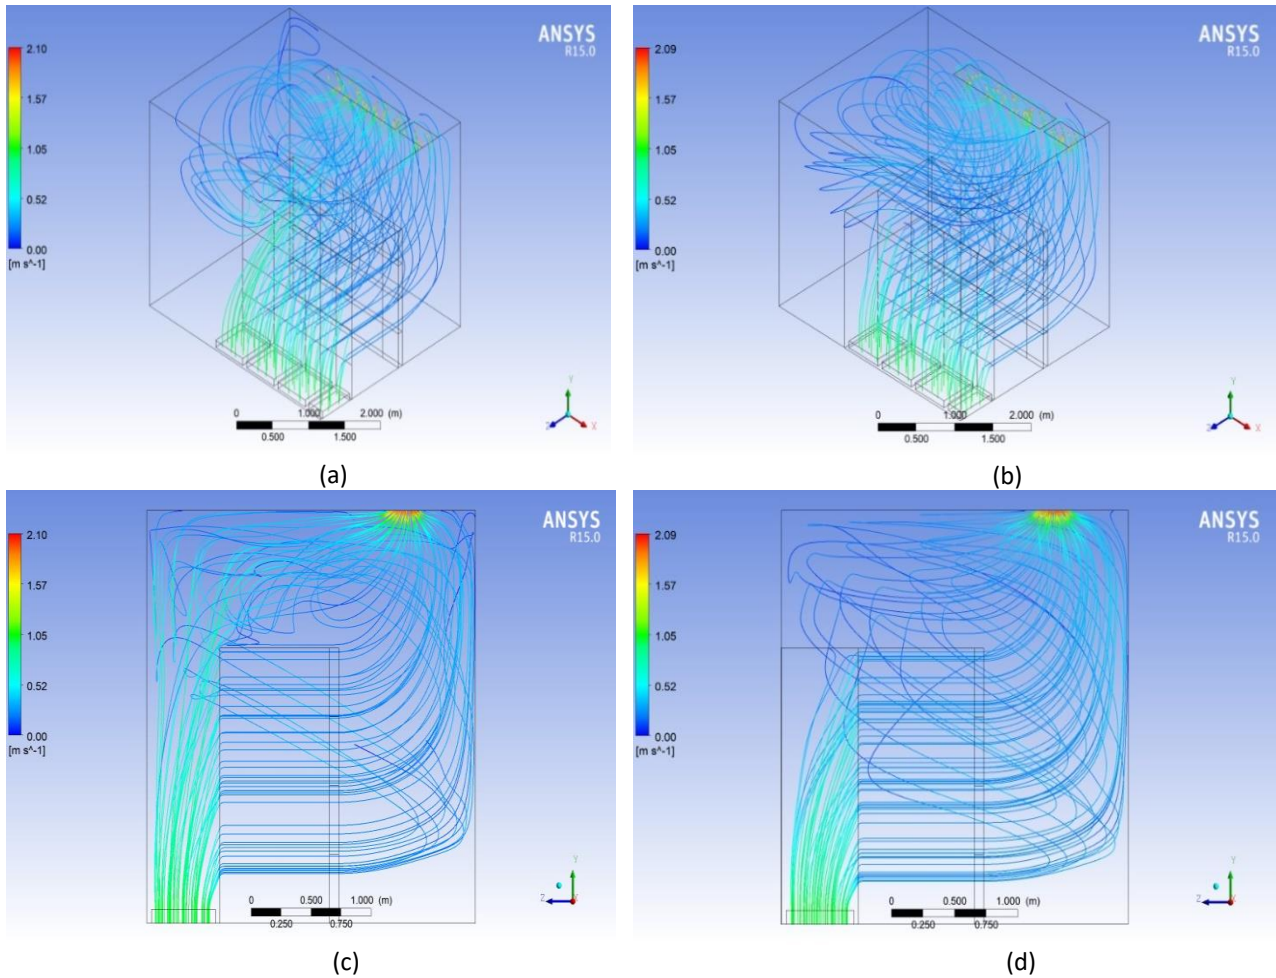 ANSYS
R15.0
2.10
1.57
1.05
0.52
0.00
[m s^-1]
0 1.000 2.000 (m)
0.500 1.500
Y
Z X
(a)
ANSYS
R15.0
2.09
1.57
1.05
0.52
0.00
[m s^-1]
0 1.000 2.000 (m)
0.500 1.500
Y
Z X
(b)
ANSYS
R15.0
2.10
1.57
1.05
0.52
0.00
[m s^-1]
0 0.500 1.000 (m)
0.250 0.750
Y
Z
(c)
ANSYS
R15.0
2.09
1.57
1.05
0.52
0.00
[m s^-1]
0 0.500 1.000 (m)
0.250 0.750
Y
Z
(d)